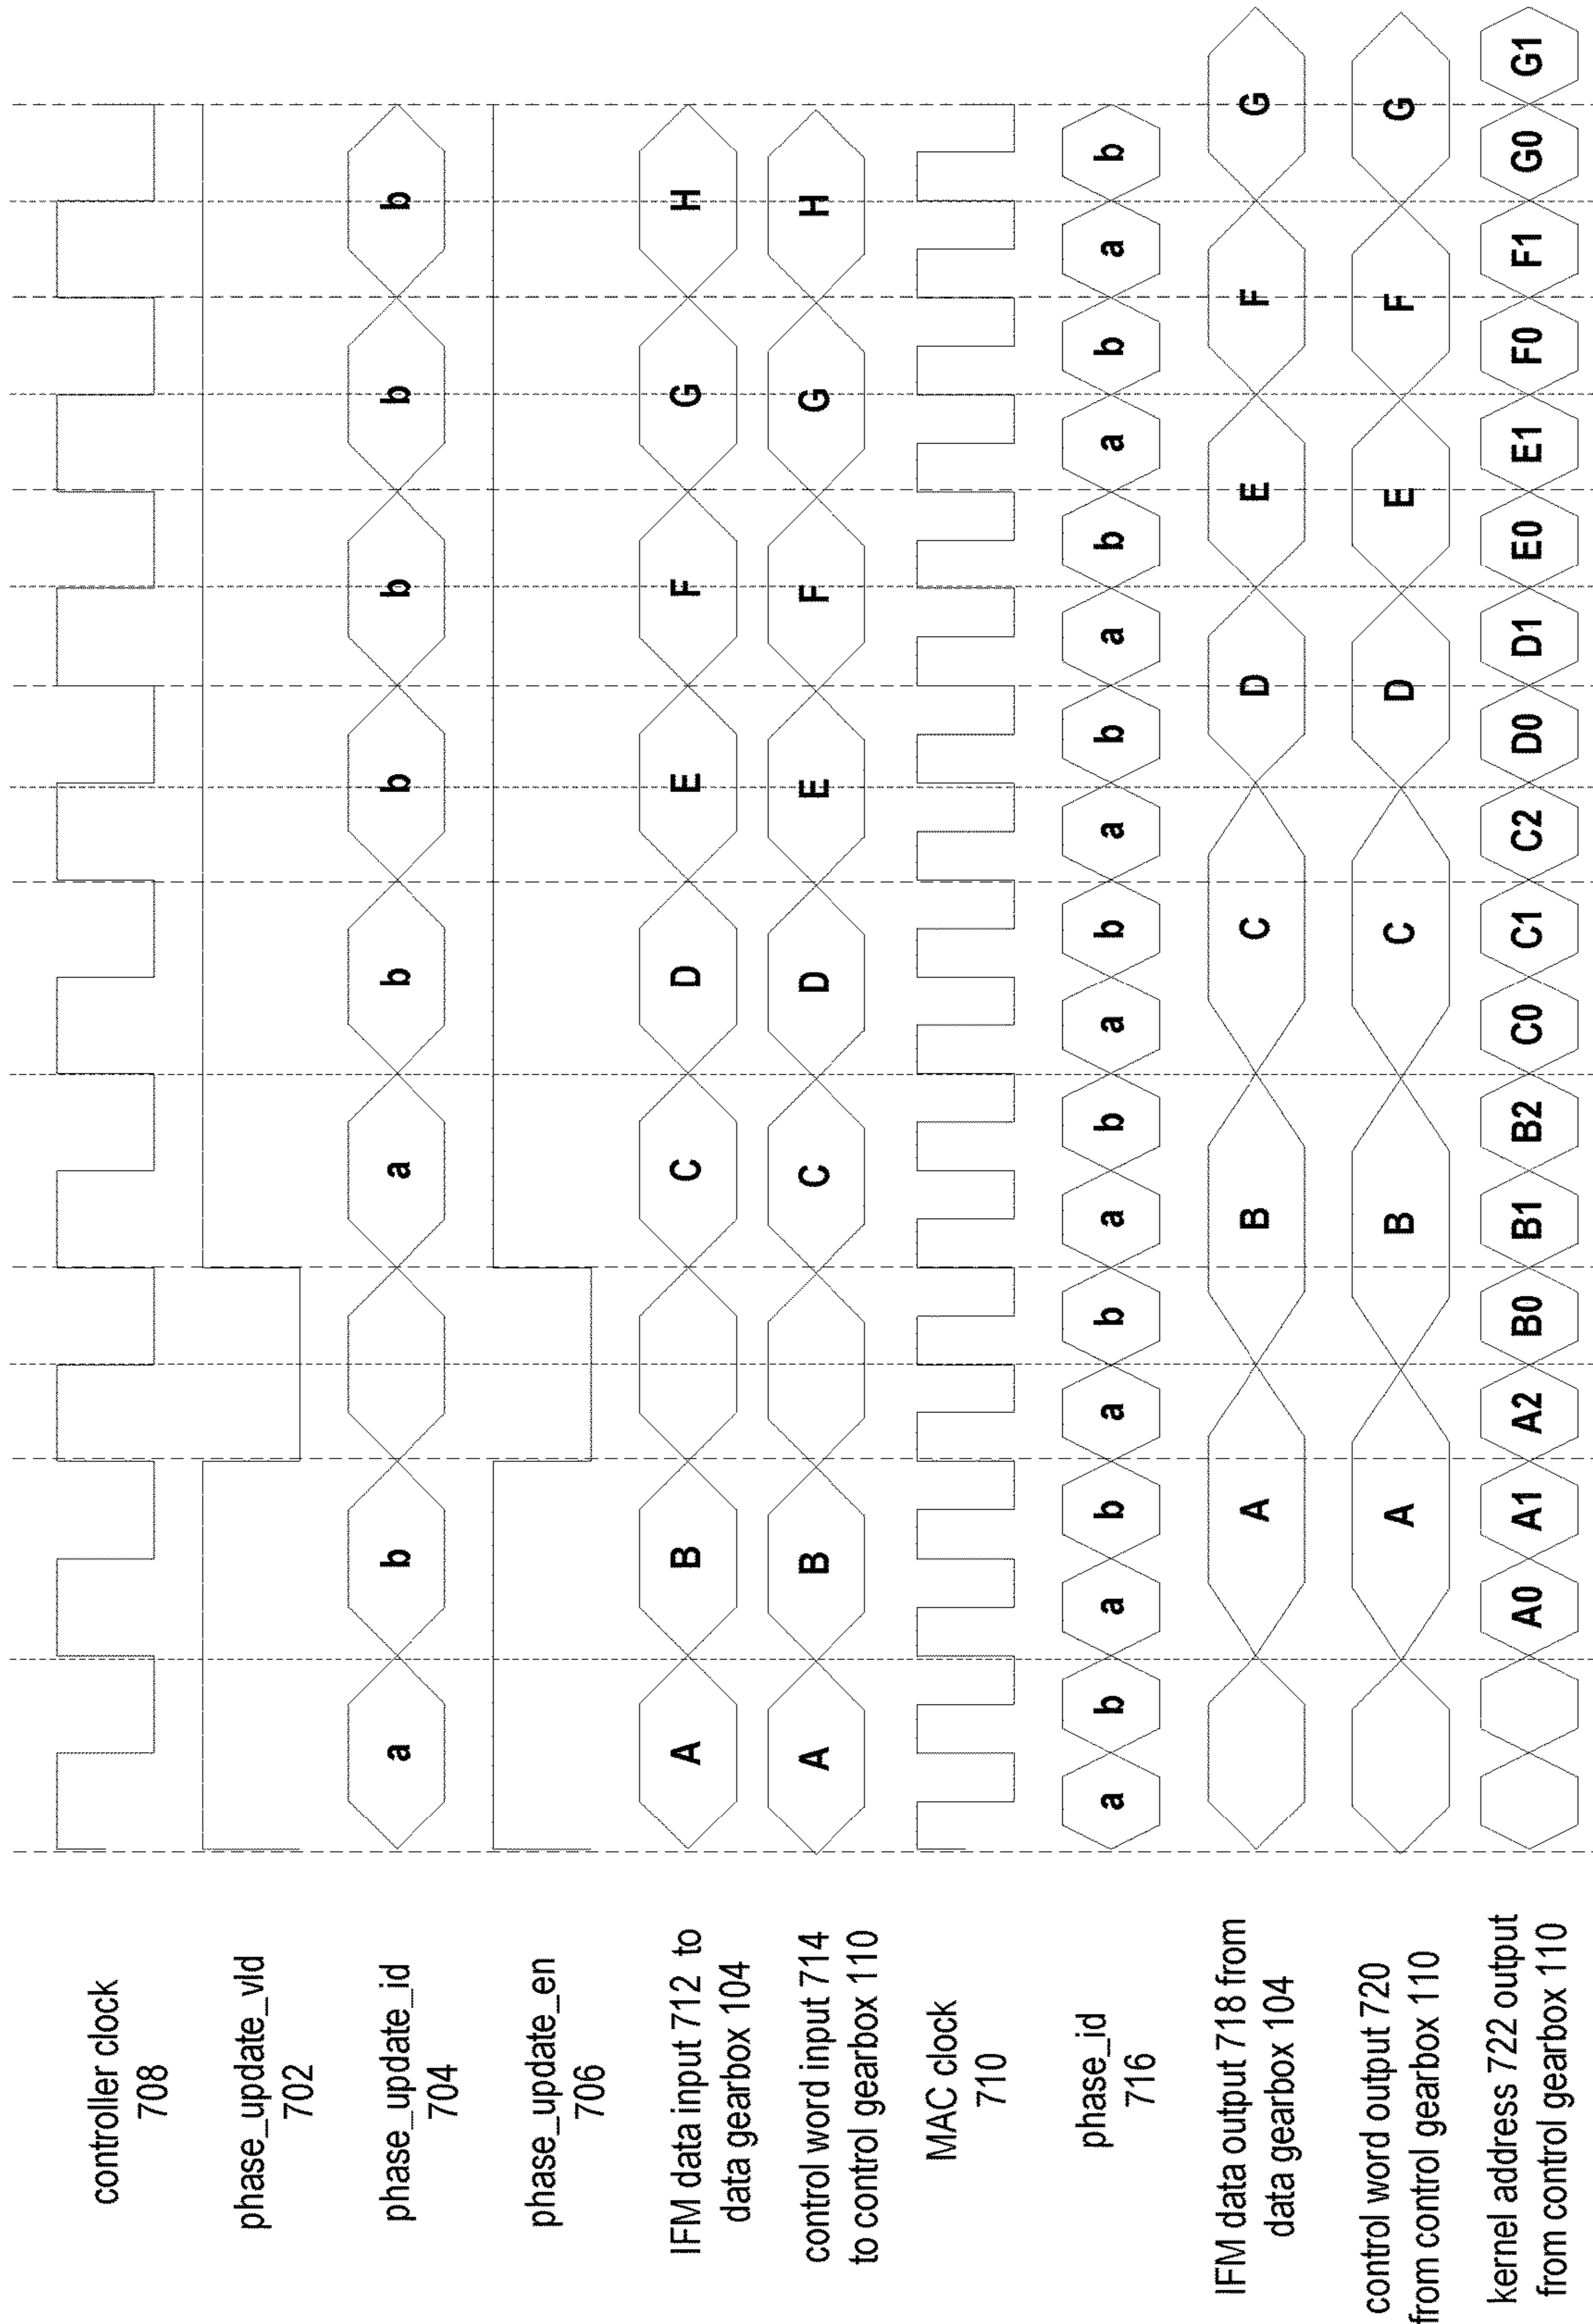 controller clock
708
phase_update_vld
702
phase_update_id
704
a b a b b b b b
phase_update_en
706
IFM data input 712 to
data gearbox 104
A B C D E F G H
control word input 714
to control gearbox 110
A B C D E F G H
MAC clock
710
phase_id
716
a b a b a b a b a b a b a b a b a b
IFM data output 718 from
data gearbox 104
A B C D E F G
control word output 720
from control gearbox 110
A B C D E F G
kernel address 722 output
from control gearbox 110
A0 A1 A2 B0 B1 B2 C0 C1 C2 D0 D1 E0 E1 F0 F1 G0 G1